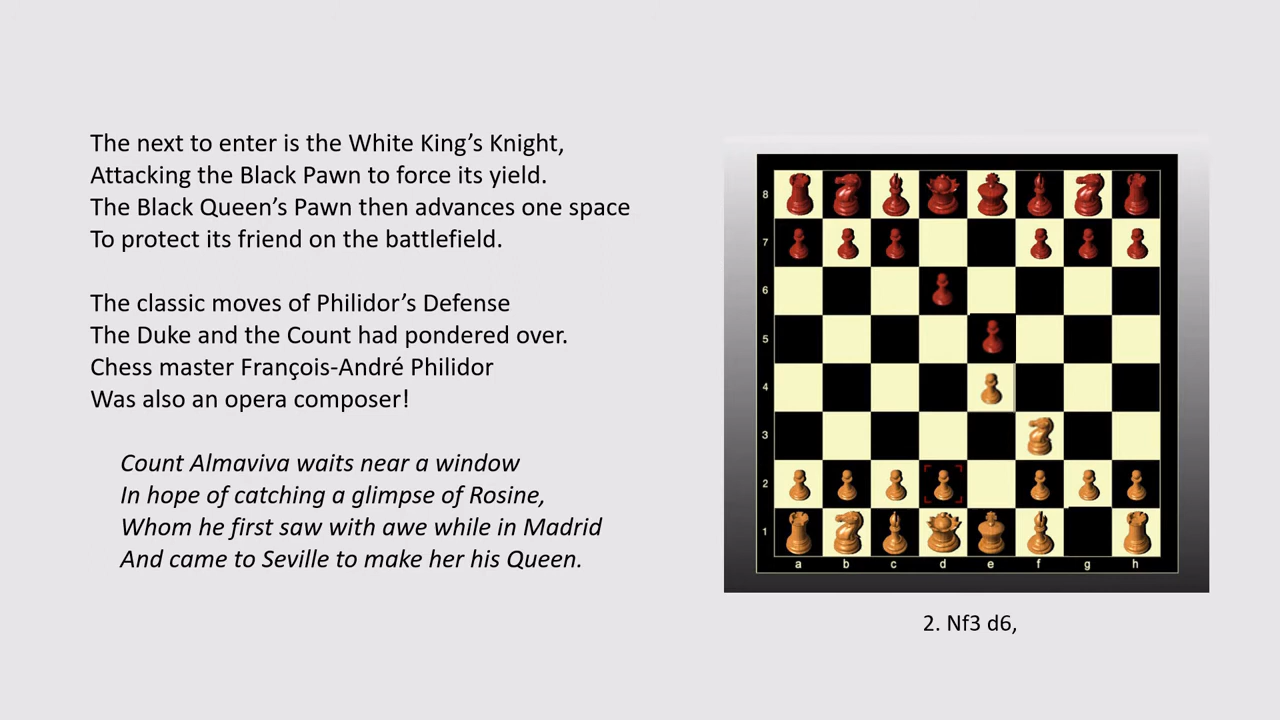 The next to enter is the White King's Knight,
Attacking the Black Pawn to force its yield.
The Black Queen's Pawn then advances one space
To protect its friend on the battlefield.
The classic moves of Philidor's Defense
The Duke and the Count had pondered over.
Chess master François-André Philidor
Was also an opera composer!
Count Almaviva waits near a window
In hope of catching a glimpse of Rosine,
Whom he first saw with awe while in Madrid
And came to Seville to make her his Queen.
8
7
6
5
4
3
2
1
a b c d e f g h
2. Nf3 d6,